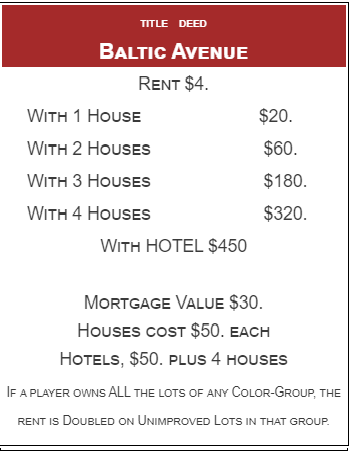 TITLE DEED
BALTIC AVENUE
RENT $4.
WITH 1 HOUSE $20.
WITH 2 HOUSES $60.
WITH 3 HOUSES $180.
WITH 4 HOUSES $320.
WITH HOTEL $450
MORTGAGE VALUE $30.
HOUSES COST $50. EACH
HOTELS, $50. PLUS 4 HOUSES
IF A PLAYER OWNS ALL THE LOTS OF ANY COLOR-GROUP, THE
RENT IS DOUBLED ON UNIMPROVED LOTS IN THAT GROUP.